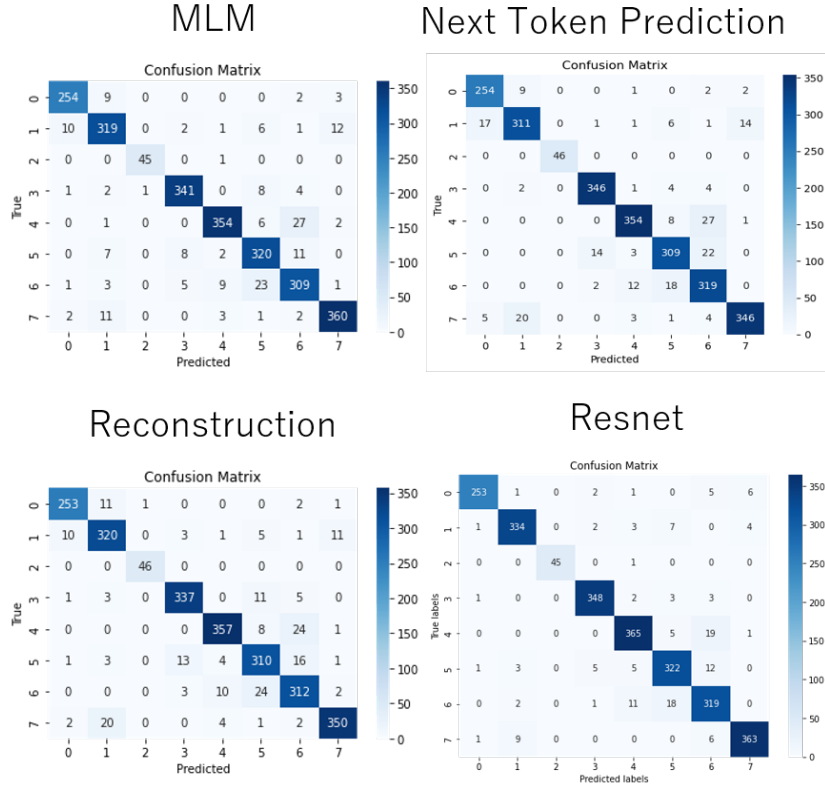 MLM
Next Token Prediction
Confusion Matrix
0 254 9 0 0 0 0 2 3
1 10 319 0 2 1 6 1 12
2 0 0 45 0 1 0 0 0
3 1 2 1 341 0 8 4 0
4 0 1 0 0 354 6 27 2
5 0 7 0 8 2 320 11 0
6 1 3 0 5 9 23 309 1
7 2 11 0 0 3 1 2 360
0 1 2 3 4 5 6 7
Predicted
True
350
300
250
200
150
100
50
0
Confusion Matrix
0 254 9 0 0 1 0 2 2
1 17 311 0 1 1 6 1 14
2 0 0 46 0 0 0 0 0
3 0 2 0 346 1 4 4 0
4 0 0 0 0 354 8 27 1
5 0 0 0 14 3 309 22 0
6 0 0 0 2 12 18 319 0
7 5 20 0 0 3 1 4 346
0 1 2 3 4 5 6 7
Predicted
True
350
300
250
200
150
100
50
0
Reconstruction
Resnet
Confusion Matrix
0 253 11 1 0 0 0 2 1
1 10 320 0 3 1 5 1 11
2 0 0 46 0 0 0 0 0
3 1 3 0 337 0 11 5 0
4 0 0 0 0 357 8 24 1
5 1 3 0 13 4 310 16 1
6 0 0 0 3 10 24 312 2
7 2 20 0 0 4 1 2 350
0 1 2 3 4 5 6 7
Predicted
True
350
300
250
200
150
100
50
0
Confusion Matrix
0 253 1 0 2 1 0 5 6
1 1 334 0 2 3 7 0 4
2 0 0 45 0 1 0 0 0
3 1 0 0 348 2 3 3 0
4 0 0 0 0 365 5 19 1
5 1 3 0 5 5 322 12 0
6 0 2 0 1 11 18 319 0
7 1 9 0 0 0 0 6 363
0 1 2 3 4 5 6 7
Predicted labels
True labels
350
300
250
200
150
100
50
0